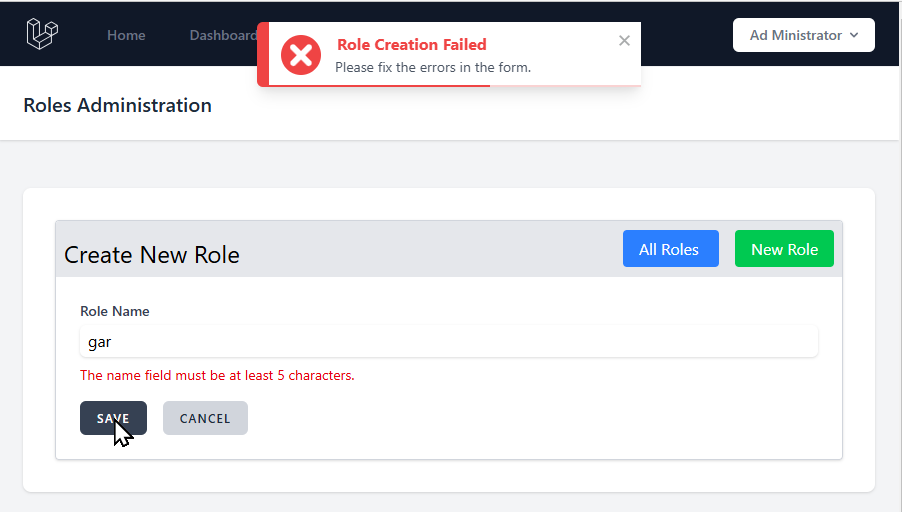 Home Dashboard Role Creation Failed Ad Ministrator
Please fix the errors in the form.
Roles Administration
Create New Role All Roles New Role
Role Name
gar
The name field must be at least 5 characters.
SAVE CANCEL